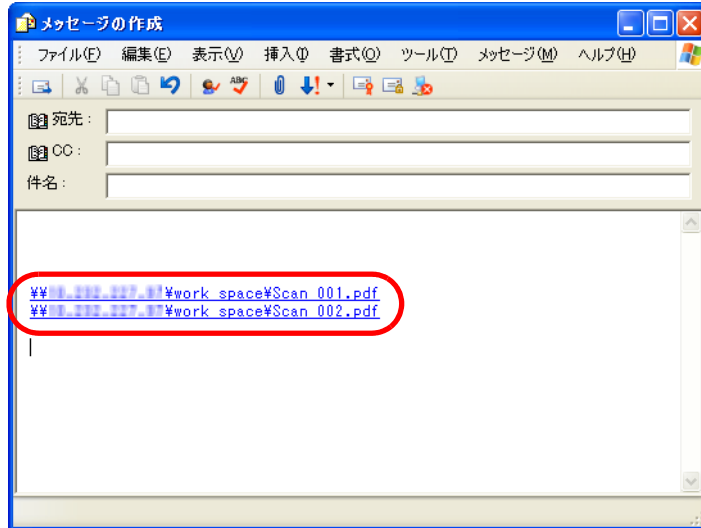 メッセージの作成
ファイル(F) 編集(E) 表示(V) 挿入(I) 書式(O) ツール(T) メッセージ(M) ヘルプ(H)
ABC
宛先:
CC:
件名:
¥¥ ¥work space¥Scan 001.pdf
¥¥ ¥work space¥Scan 002.pdf